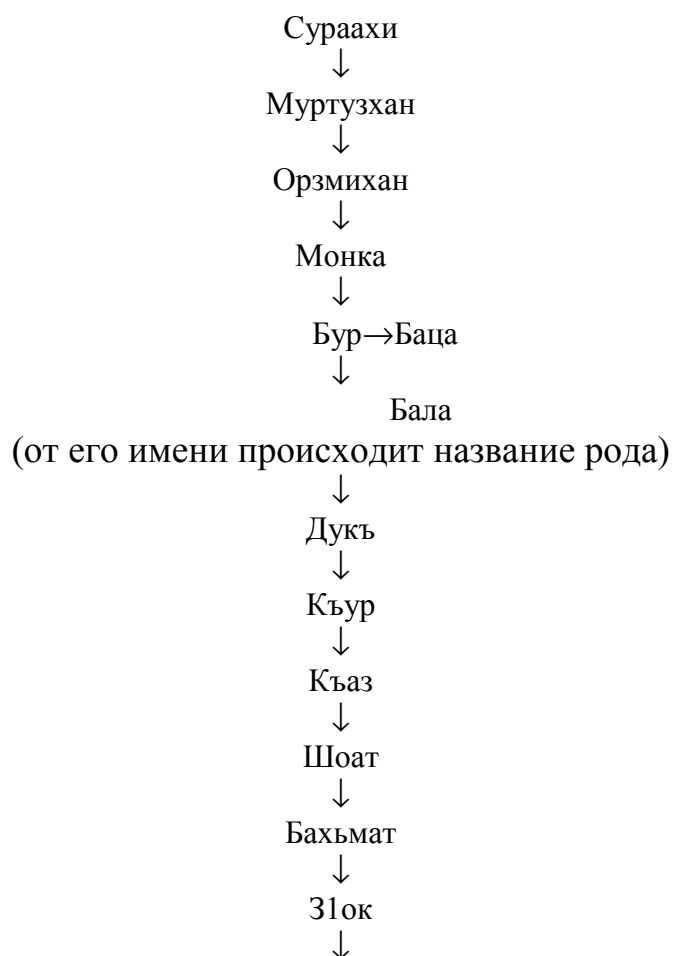 Сураахи
↓
Муртузхан
↓
Орзмихан
↓
Монка
↓
Бур→Баца
↓
Бала
(от его имени происходит название рода)
↓
Дукъ
↓
Къур
↓
Къаз
↓
Шоат
↓
Бахьмат
↓
З1ок
↓